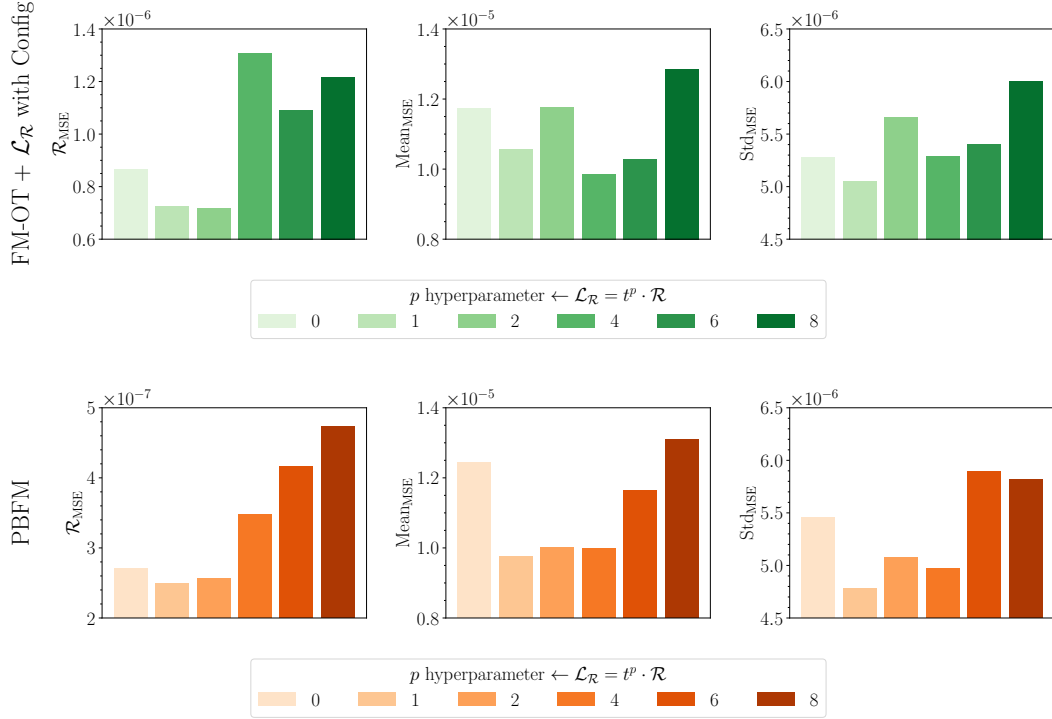 FM-OT + ℒ_ℛ with Config
×10⁻⁶
1.4
1.2
1.0
0.8
0.6
ℛ_MSE
×10⁻⁵
1.4
1.2
1.0
0.8
Mean_MSE
×10⁻⁶
6.5
6.0
5.5
5.0
4.5
Std_MSE
p hyperparameter ← ℒ_ℛ = t^p · ℛ
0 1 2 4 6 8
PBFM
×10⁻⁷
5
4
3
2
ℛ_MSE
×10⁻⁵
1.4
1.2
1.0
0.8
Mean_MSE
×10⁻⁶
6.5
6.0
5.5
5.0
4.5
Std_MSE
p hyperparameter ← ℒ_ℛ = t^p · ℛ
0 1 2 4 6 8